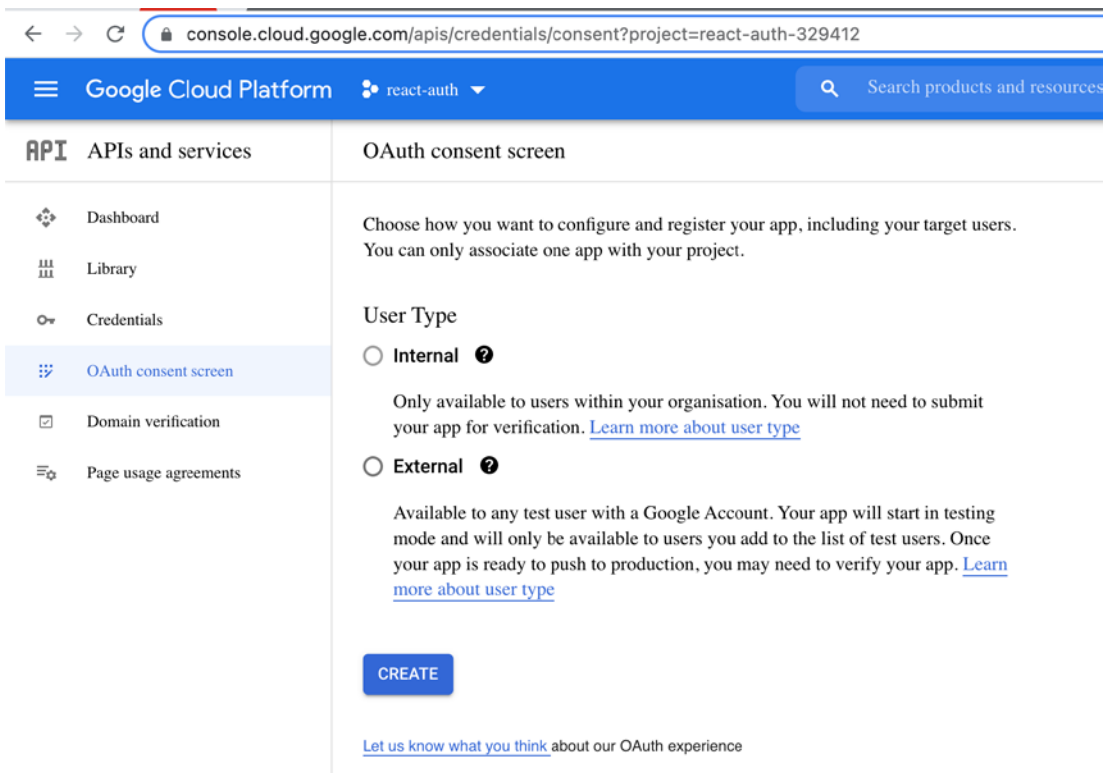 console.cloud.google.com/apis/credentials/consent?project=react-auth-329412
Google Cloud Platform
react-auth
Search products and resources
API APIs and services
OAuth consent screen
Dashboard
Library
Credentials
OAuth consent screen
Domain verification
Page usage agreements
Choose how you want to configure and register your app, including your target users.
You can only associate one app with your project.
User Type
Internal ?
Only available to users within your organisation. You will not need to submit
your app for verification. Learn more about user type
External ?
Available to any test user with a Google Account. Your app will start in testing
mode and will only be available to users you add to the list of test users. Once
your app is ready to push to production, you may need to verify your app. Learn
more about user type
CREATE
Let us know what you think about our OAuth experience